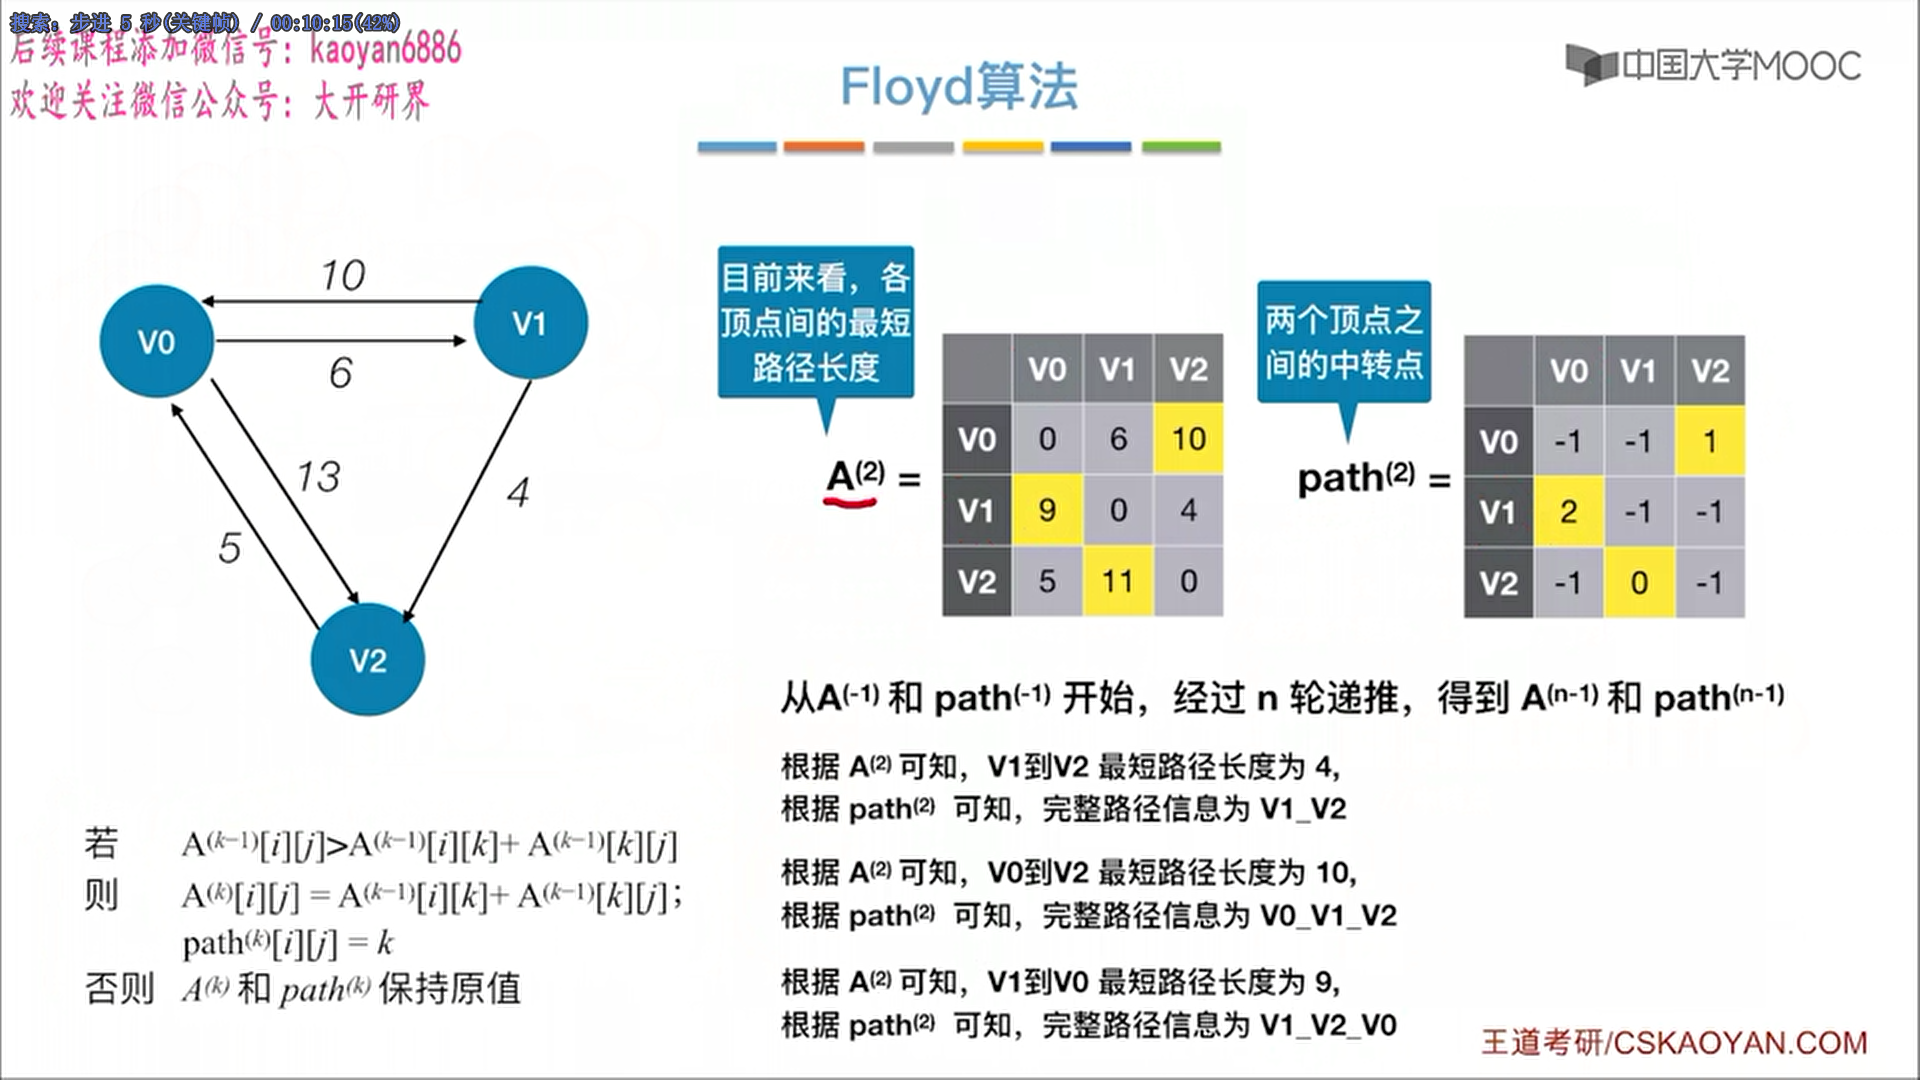 搜索: 步进 5 秒(关键帧) / 00:10:15(42%)
后续课程添加微信号：kaoyan6886
欢迎关注微信公众号：大开研界
中国大学MOOC
Floyd算法
10
V0
V1
6
13
4
5
V2
目前来看，各
顶点间的最短
路径长度
A(2) =
V0 V1 V2
V0 0 6 10
V1 9 0 4
V2 5 11 0
两个顶点之
间的中转点
path(2) =
V0 V1 V2
V0 -1 -1 1
V1 2 -1 -1
V2 -1 0 -1
从A(-1) 和 path(-1) 开始，经过 n 轮递推，得到 A(n-1) 和 path(n-1)
根据 A(2) 可知，V1到V2 最短路径长度为 4,
根据 path(2) 可知，完整路径信息为 V1_V2
根据 A(2) 可知，V0到V2 最短路径长度为 10,
根据 path(2) 可知，完整路径信息为 V0_V1_V2
根据 A(2) 可知，V1到V0 最短路径长度为 9,
根据 path(2) 可知，完整路径信息为 V1_V2_V0
若 A(k−1)[i][j]>A(k−1)[i][k]+ A(k−1)[k][j]
则 A(k)[i][j] = A(k−1)[i][k]+ A(k−1)[k][j]；
path(k)[i][j] = k
否则 A(k) 和 path(k) 保持原值
王道考研/CSKAOYAN.COM